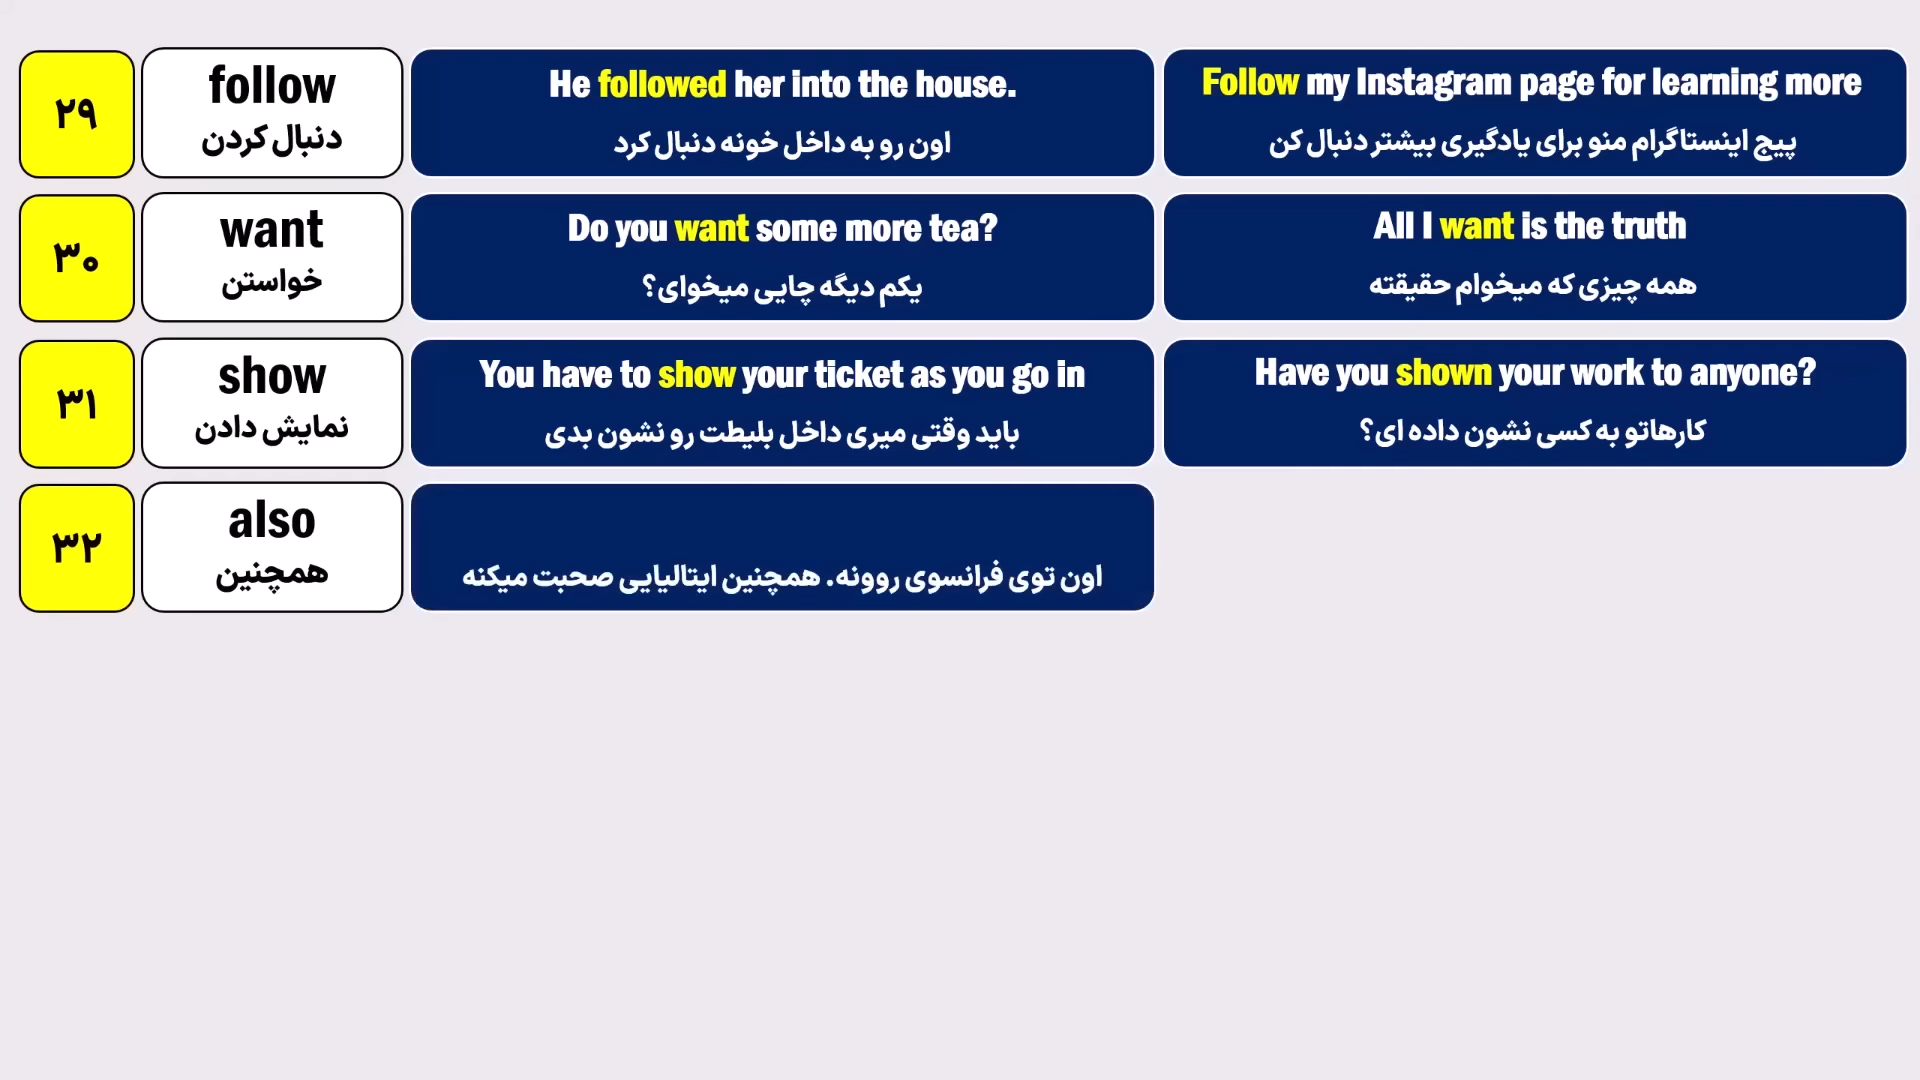 ۲۹
follow
دنبال کردن
He followed her into the house.
اون رو به داخل خونه دنبال کرد
Follow my Instagram page for learning more
پیج اینستاگرام منو برای یادگیری بیشتر دنبال کن
۳۰
want
خواستن
Do you want some more tea?
یکم دیگه چایی میخوای؟
All I want is the truth
همه چیزی که میخوام حقیقته
۳۱
show
نمایش دادن
You have to show your ticket as you go in
باید وقتی میری داخل بلیطت رو نشون بدی
Have you shown your work to anyone?
کارهاتو به کسی نشون داده ای؟
۳۲
also
همچنین
اون توی فرانسوی روونه. همچنین ایتالیایی صحبت میکنه